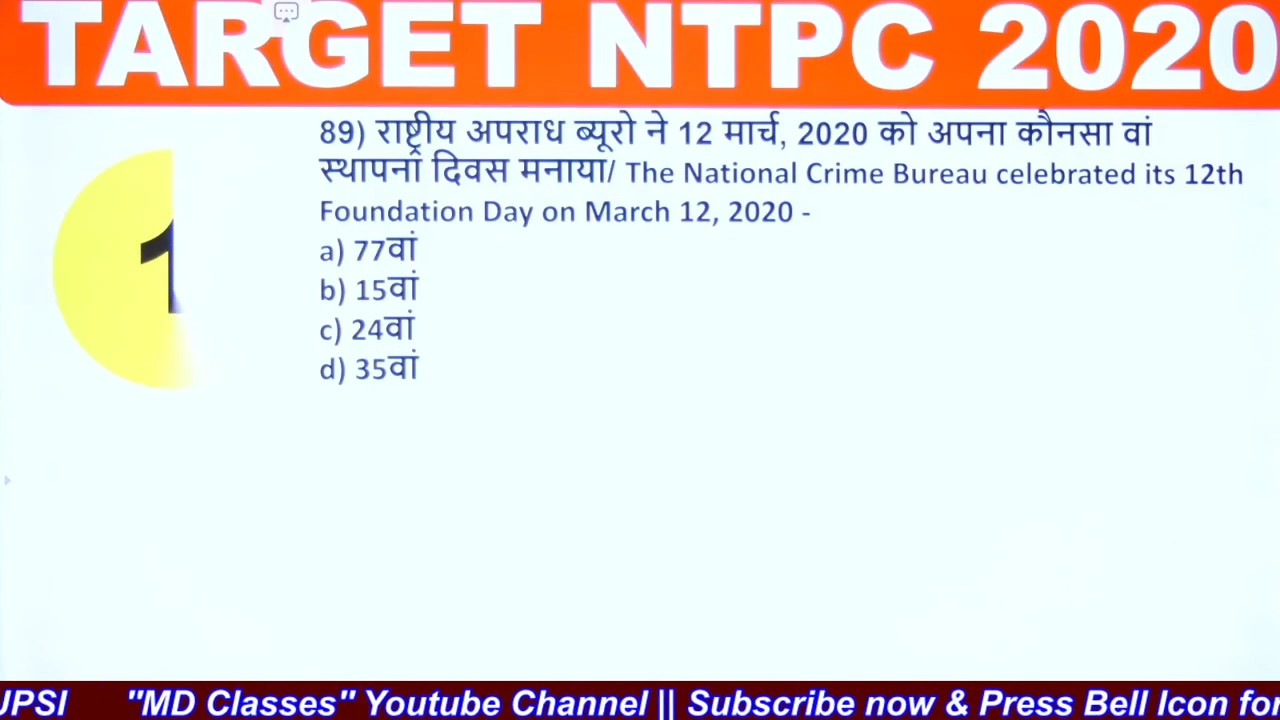 TARGET NTPC 2020
89) राष्ट्रीय अपराध ब्यूरो ने 12 मार्च, 2020 को अपना कौनसा वां
स्थापना दिवस मनाया/ The National Crime Bureau celebrated its 12th
Foundation Day on March 12, 2020 -
a) 77वां
b) 15वां
c) 24वां
d) 35वां
1
JPSI "MD Classes" Youtube Channel || Subscribe now & Press Bell Icon for